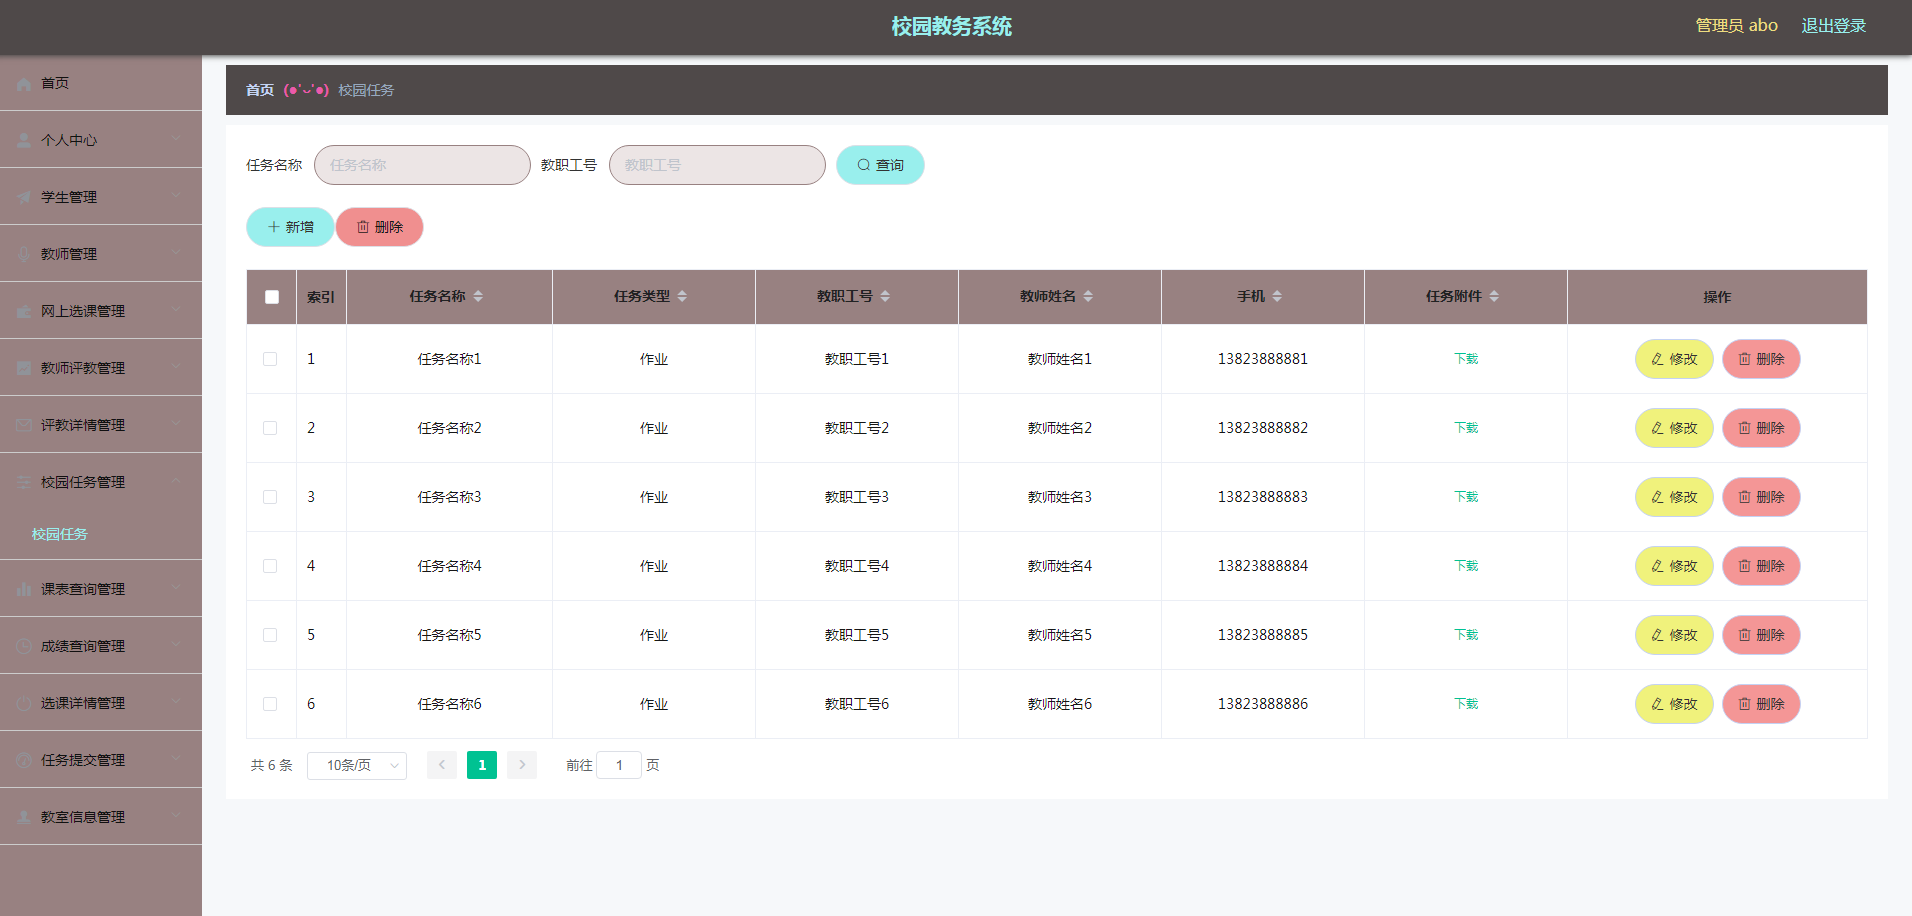 校园教务系统
管理员 abo 退出登录
首页
个人中心
学生管理
教师管理
网上选课管理
教师评教管理
评教详情管理
校园任务管理
校园任务
课表查询管理
成绩查询管理
选课详情管理
任务提交管理
教室信息管理
首页 (●'◡'●) 校园任务
任务名称 任务名称 教职工号 教职工号 查询
新增 删除
索引 任务名称 任务类型 教职工号 教师姓名 手机 任务附件 操作
1 任务名称1 作业 教职工号1 教师姓名1 13823888881 下载 修改 删除
2 任务名称2 作业 教职工号2 教师姓名2 13823888882 下载 修改 删除
3 任务名称3 作业 教职工号3 教师姓名3 13823888883 下载 修改 删除
4 任务名称4 作业 教职工号4 教师姓名4 13823888884 下载 修改 删除
5 任务名称5 作业 教职工号5 教师姓名5 13823888885 下载 修改 删除
6 任务名称6 作业 教职工号6 教师姓名6 13823888886 下载 修改 删除
共 6 条 10条/页 1 前往 1 页